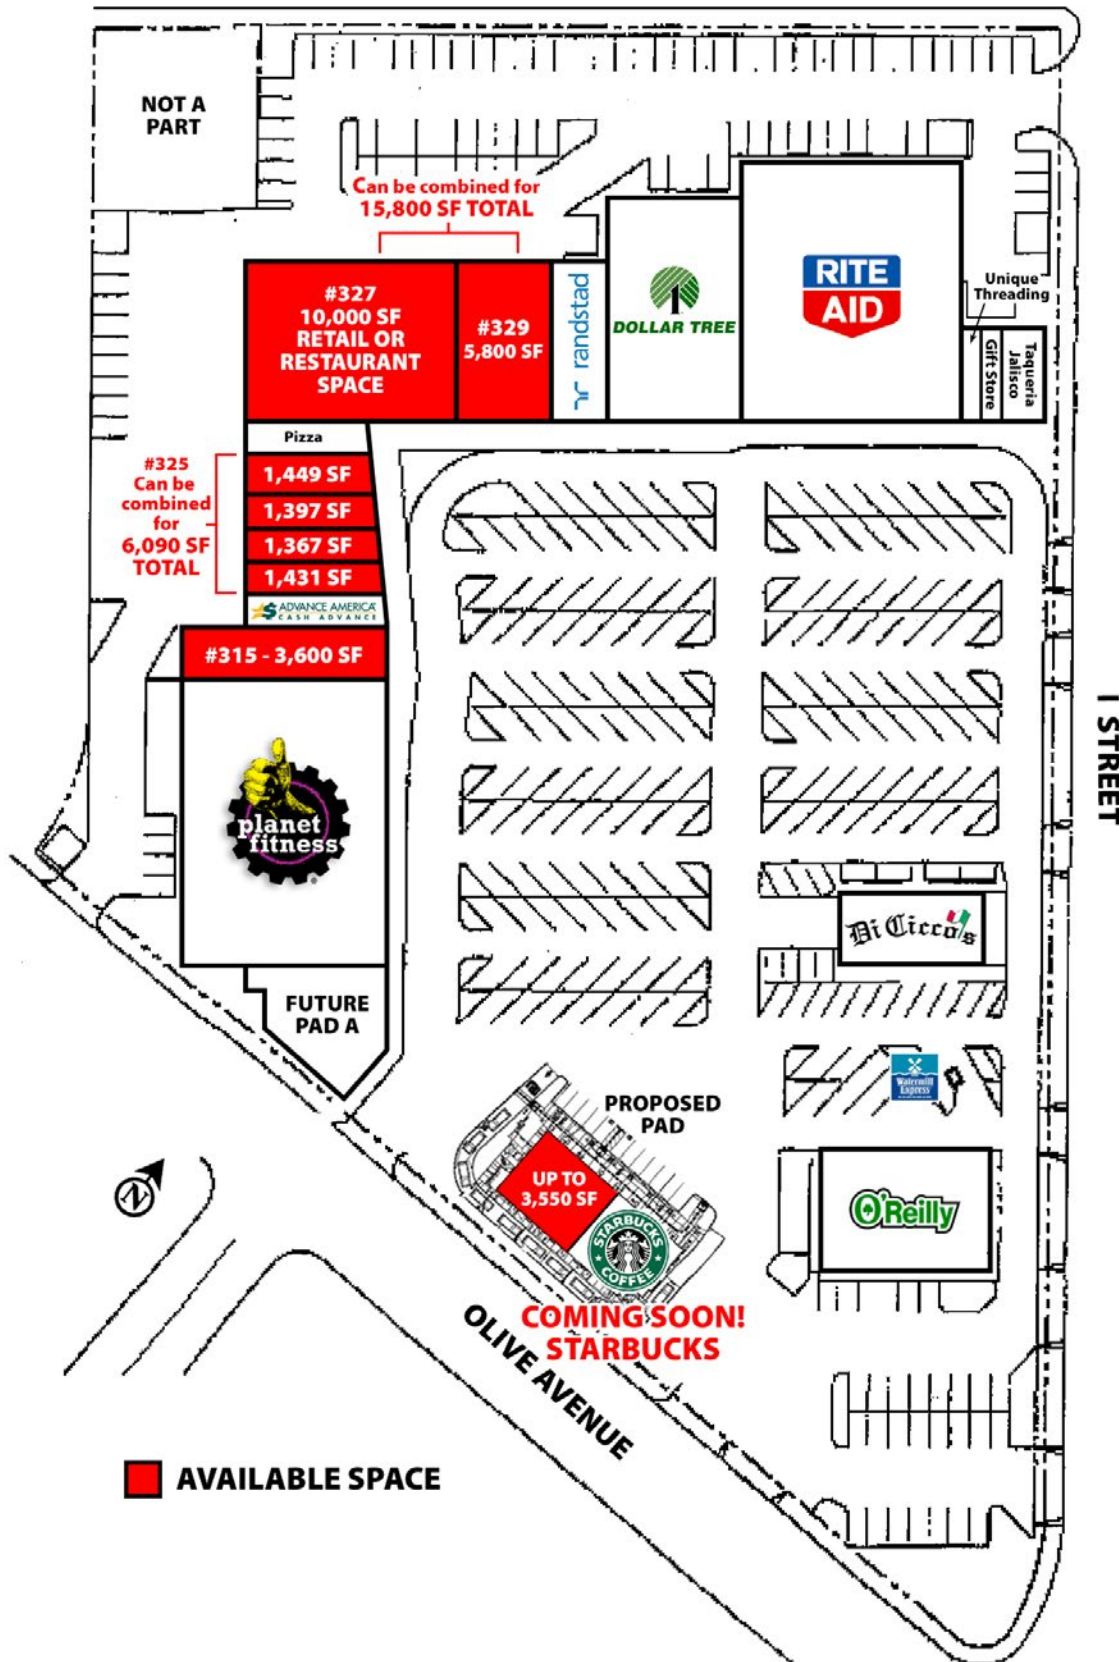 NOT A
PART
Can be combined for
15,800 SF TOTAL
#327
10,000 SF
RETAIL OR
RESTAURANT
SPACE
#329
5,800 SF
randstad
1
DOLLAR TREE
RITE
AID
Unique
Threading
Gift Store
Taqueria
Jalisco
Pizza
#325
Can be
combined
for
6,090 SF
TOTAL
1,449 SF
1,397 SF
1,367 SF
1,431 SF
$ ADVANCE AMERICA
CASH ADVANCE
#315 - 3,600 SF
planet
fitness
I STREET
Di Cicco's
FUTURE
PAD A
Watermill
Express
PROPOSED
PAD
UP TO
3,550 SF
STARBUCKS
COFFEE
O'Reilly
N
COMING SOON!
STARBUCKS
OLIVE AVENUE
AVAILABLE SPACE